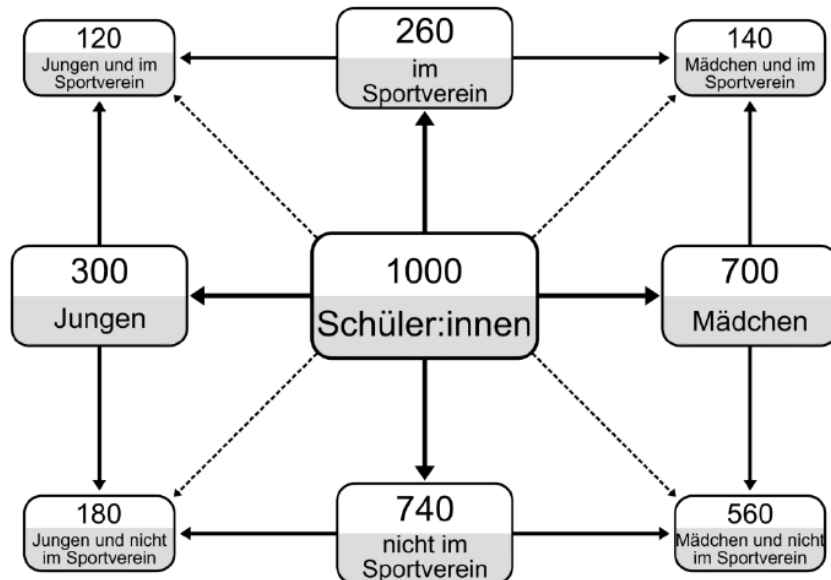 120
Jungen und im
Sportverein
260
im
Sportverein
140
Mädchen und im
Sportverein
300
Jungen
1000
Schüler:innen
700
Mädchen
180
Jungen und nicht
im Sportverein
740
nicht im
Sportverein
560
Mädchen und nicht
im Sportverein